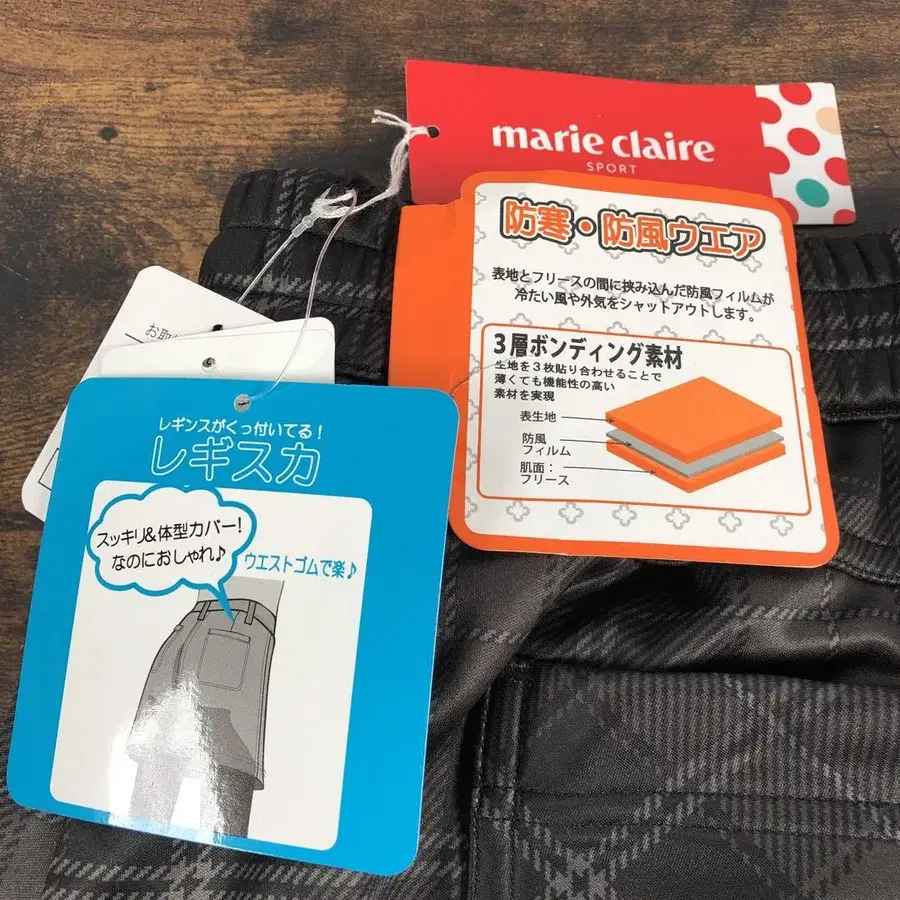 marie claire
SPORT
防寒・防風ウエア
表地とフリースの間に挟み込んだ防風フィルムが
冷たい風や外気をシャットアウトします。
3層ボンディング素材
生地を3枚貼り合わせることで
薄くても機能性の高い
素材を実現
表生地
防風
フィルム
肌面：
フリース
お取
レギンスがくっ付いてる！
レギスカ
スッキリ&体型カバー！
なのにおしゃれ♪
ウエストゴムで楽♪